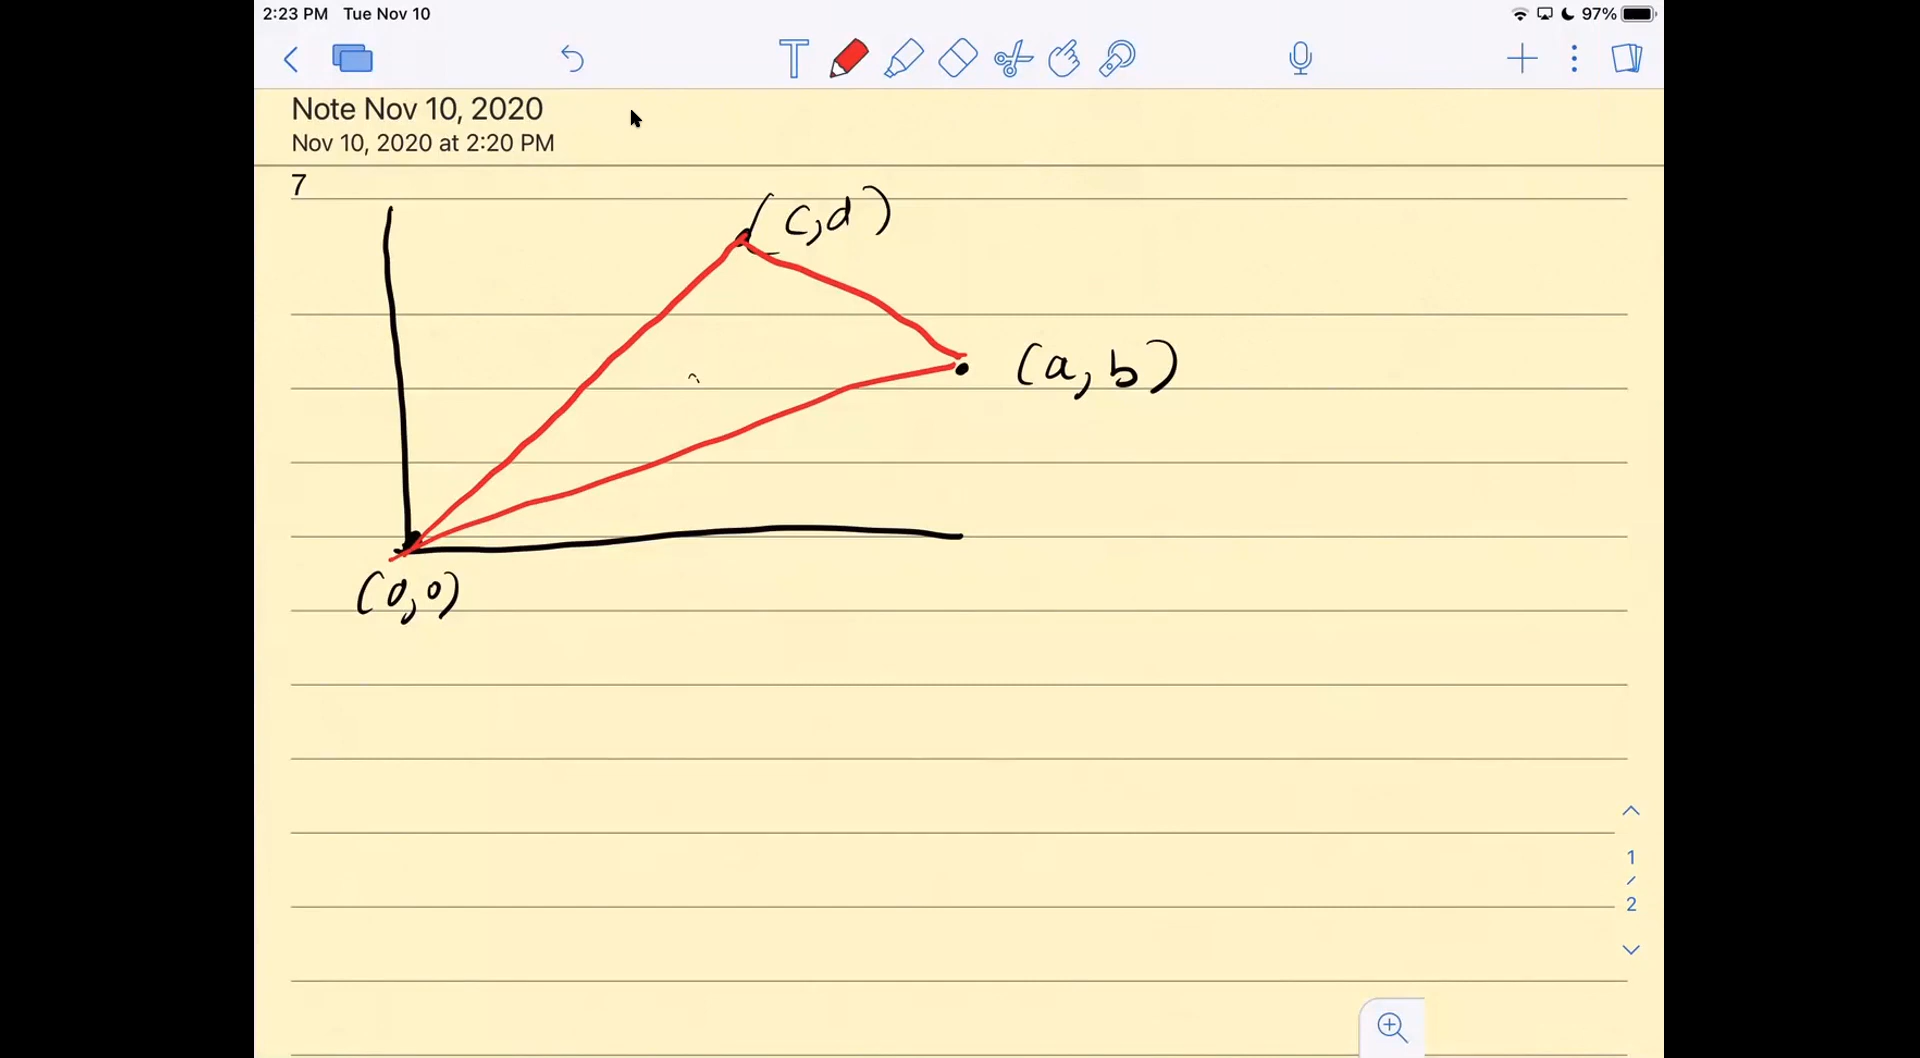 2:23 PM Tue Nov 10 97%
T
Note Nov 10, 2020
Nov 10, 2020 at 2:20 PM
7
(c,d)
(a,b)
(0,0)
1
/
2